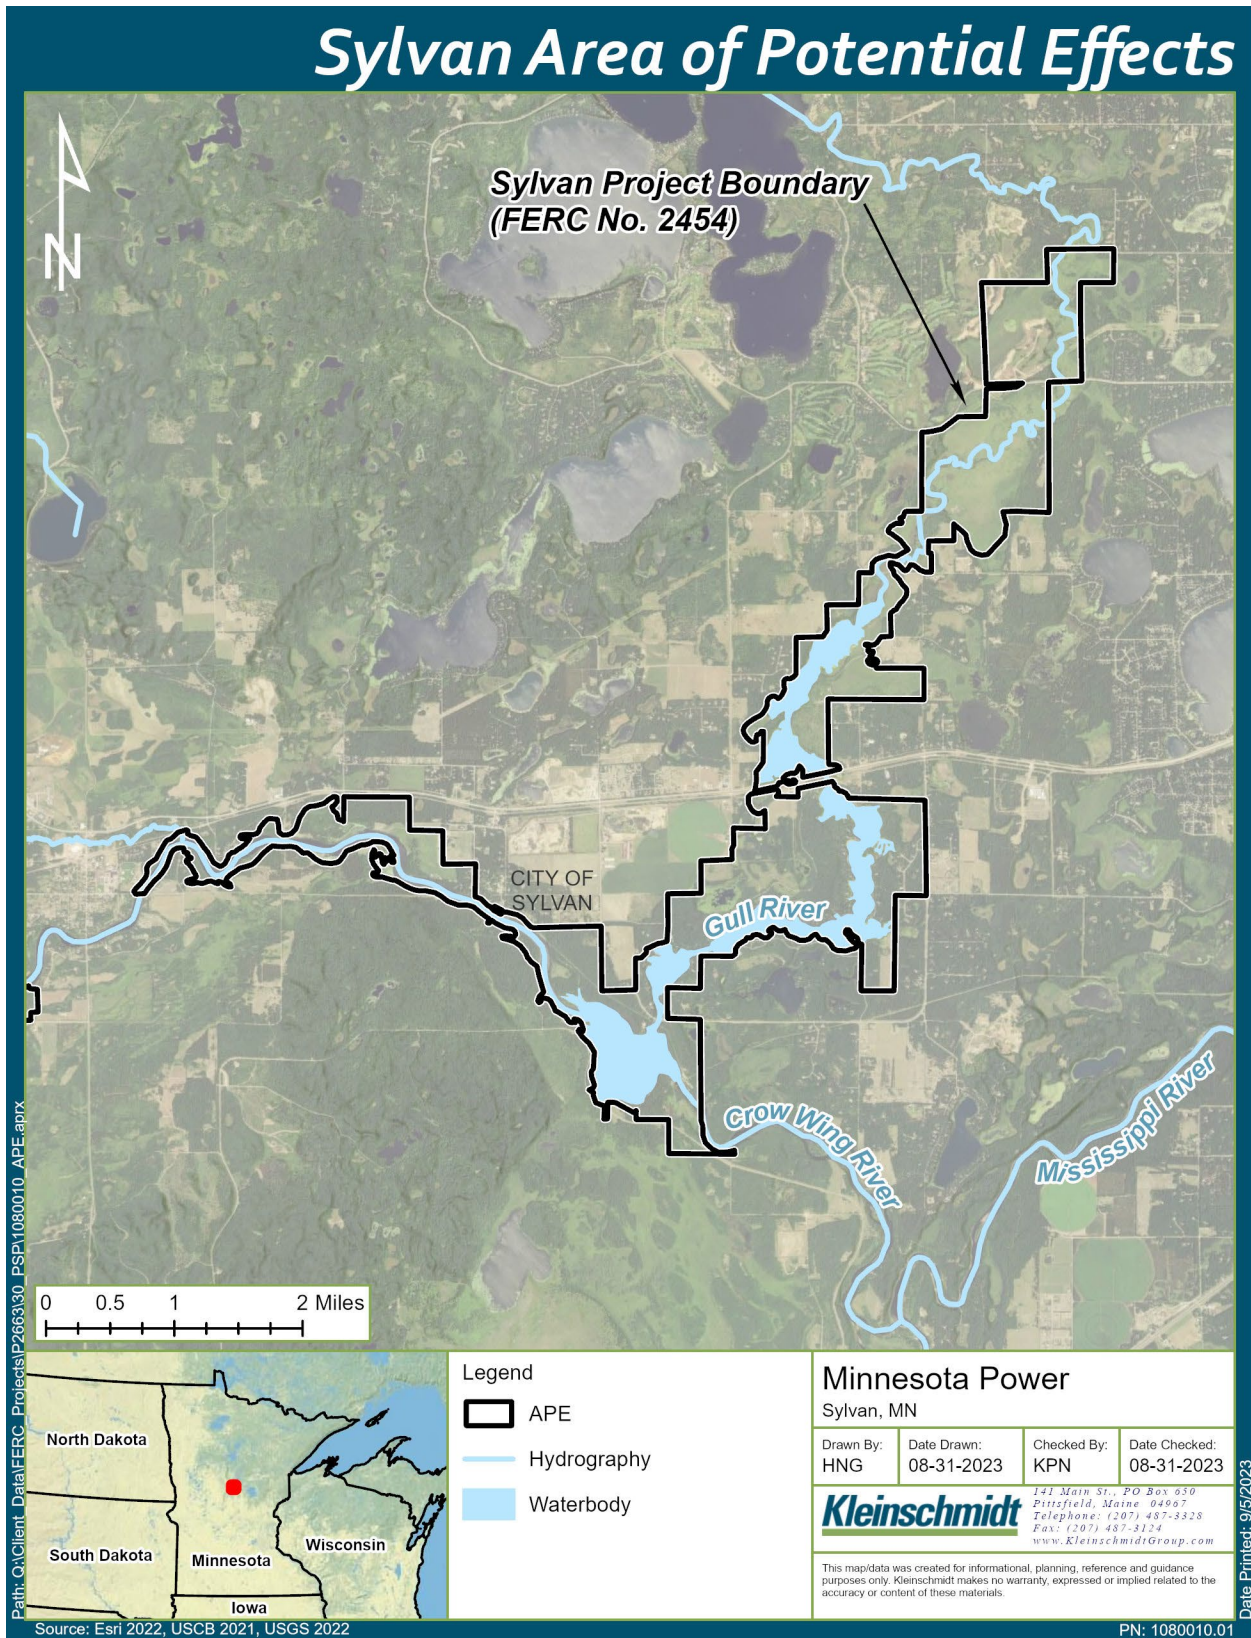 Sylvan Area of Potential Effects
N
Sylvan Project Boundary
(FERC No. 2454)
CITY OF
SYLVAN
Gull River
Crow Wing River
Mississippi River
0 0.5 1 2 Miles
North Dakota
South Dakota
Minnesota
Wisconsin
Iowa
Legend
APE
Hydrography
Waterbody
Minnesota Power
Sylvan, MN
Drawn By:
HNG
Date Drawn:
08-31-2023
Checked By:
KPN
Date Checked:
08-31-2023
Kleinschmidt
141 Main St., PO Box 650
Pittsfield, Maine 04967
Telephone: (207) 487-3328
Fax: (207) 487-3124
www.KleinschmidtGroup.com
This map/data was created for informational, planning, reference and guidance
purposes only. Kleinschmidt makes no warranty, expressed or implied related to the
accuracy or content of these materials.
Path: Q:\Client_Data\FERC_Projects\P2663\30_PSP\1080010_APE.aprx
Date Printed: 9/5/2023
Source: Esri 2022, USCB 2021, USGS 2022
PN: 1080010.01